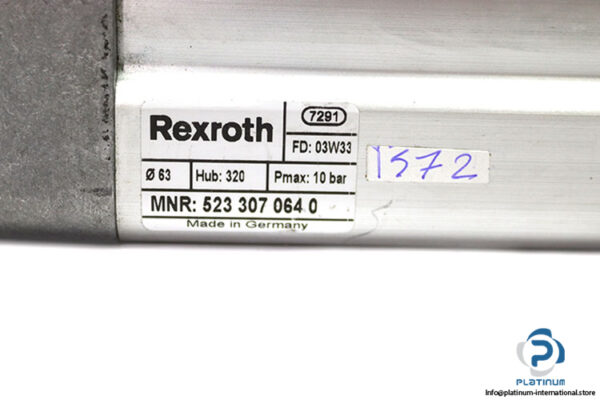 Rexroth
7291
FD: 03W33
Ø 63
Hub: 320
Pmax: 10 bar
MNR: 523 307 064 0
Made in Germany
1572
PLATINUM
info@platinum-international.store